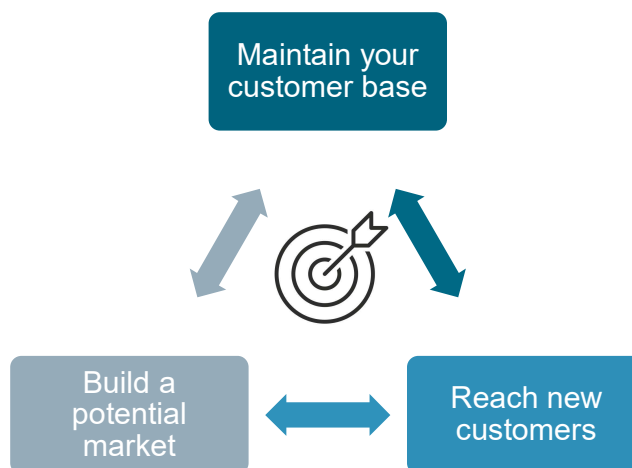 Maintain your
customer base
Build a
potential
market
Reach new
customers